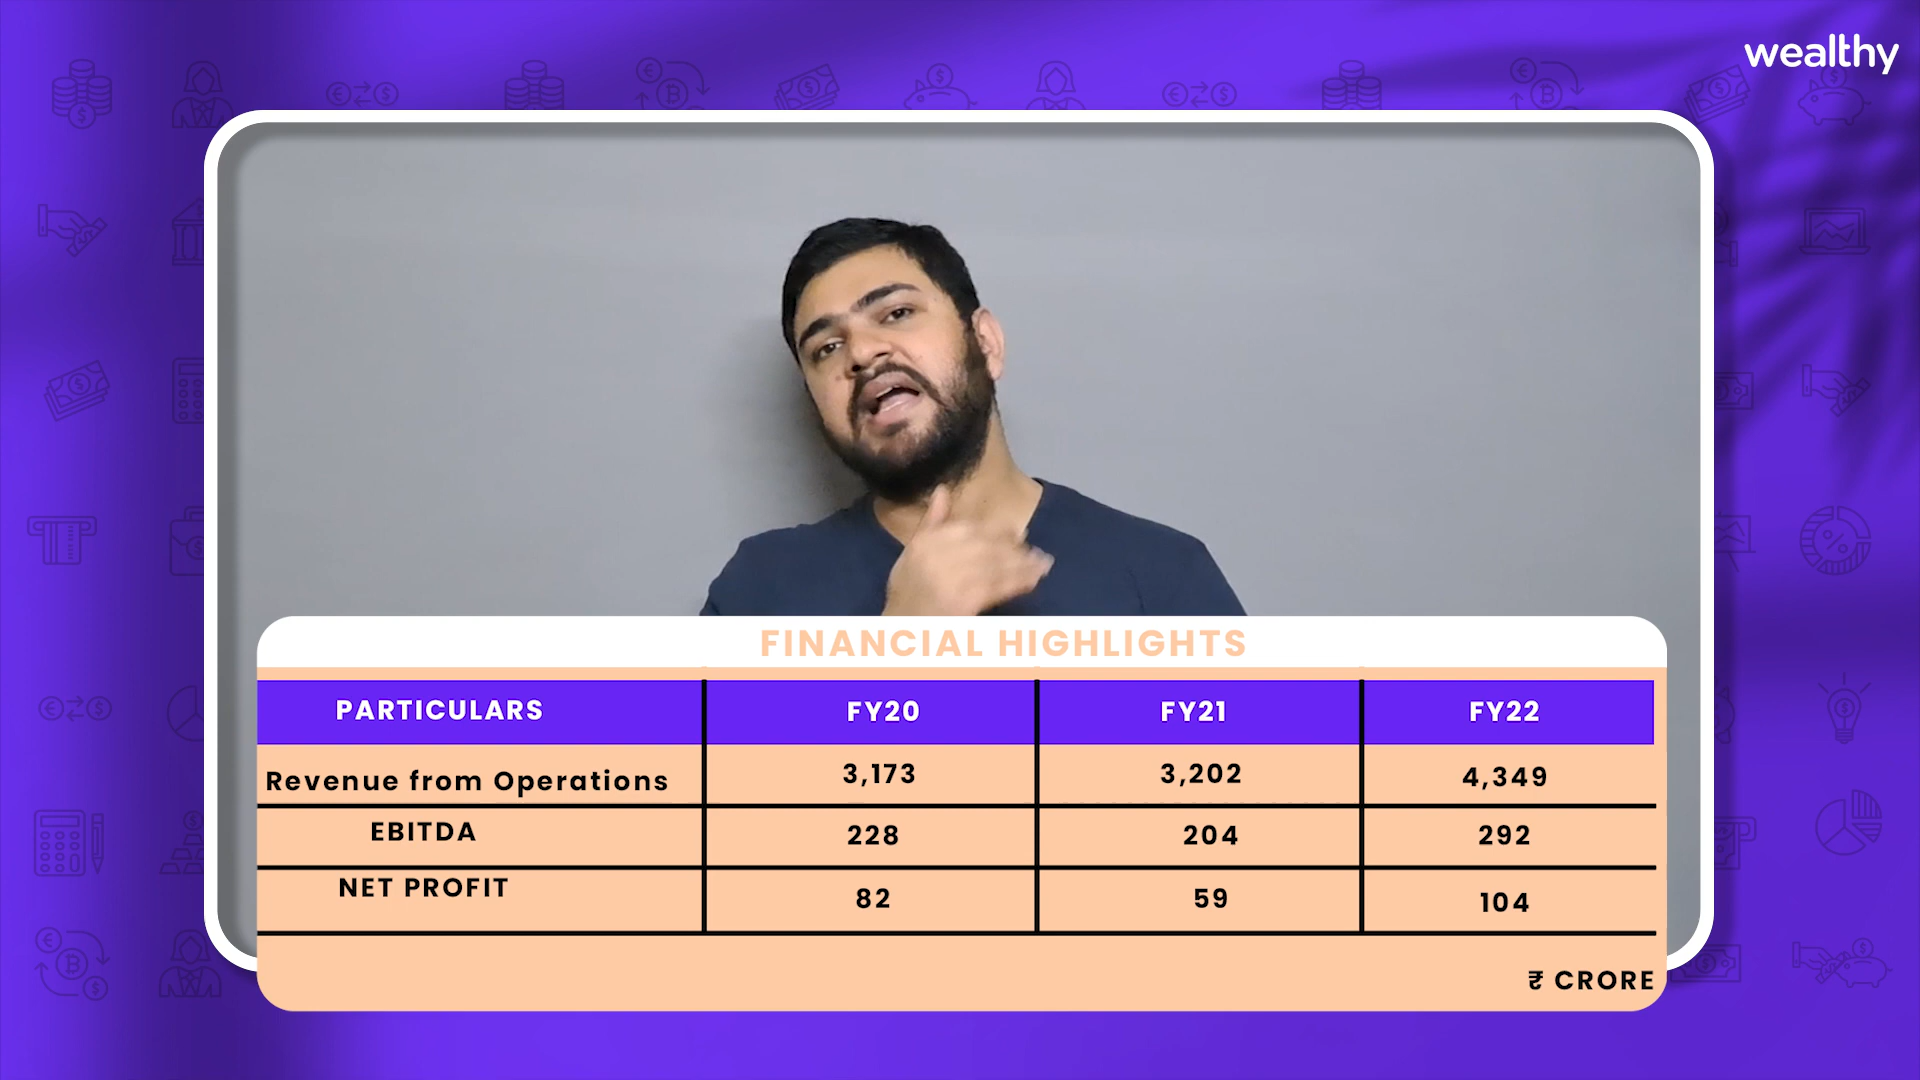 wealthy
FINANCIAL HIGHLIGHTS
PARTICULARS FY20 FY21 FY22
Revenue from Operations 3,173 3,202 4,349
EBITDA 228 204 292
NET PROFIT 82 59 104
₹ CRORE